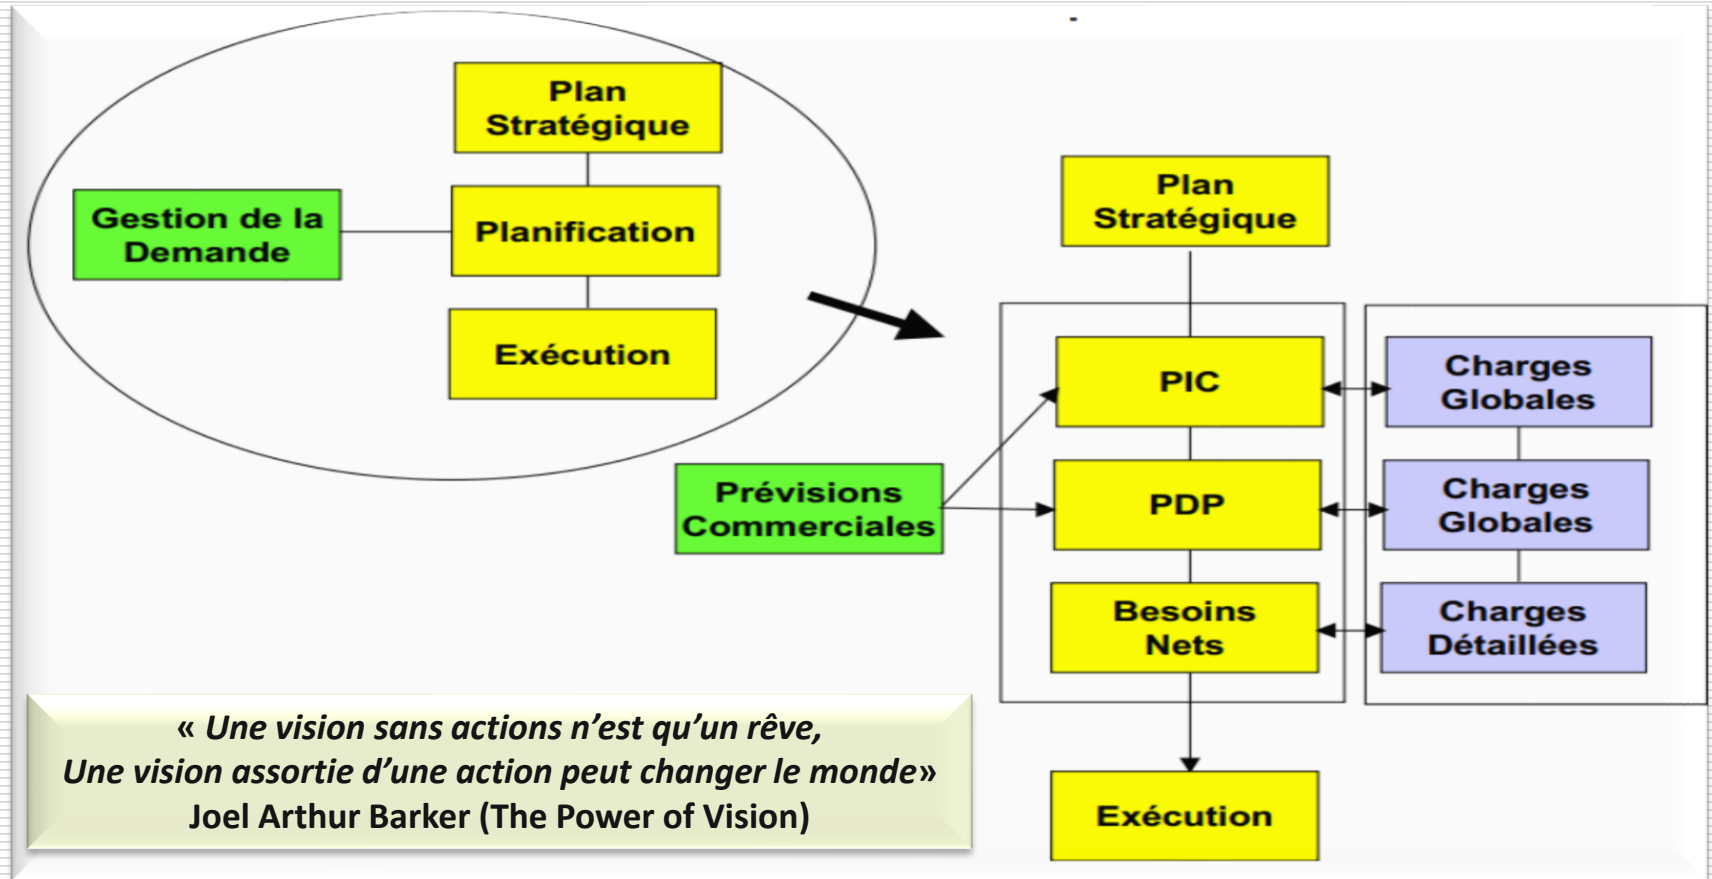 -
Plan
Stratégique
Gestion de la
Demande
Planification
Exécution
Plan
Stratégique
PIC
Charges
Globales
Prévisions
Commerciales
PDP
Charges
Globales
Besoins
Nets
Charges
Détaillées
Exécution
« Une vision sans actions n’est qu’un rêve,
Une vision assortie d’une action peut changer le monde»
Joel Arthur Barker (The Power of Vision)